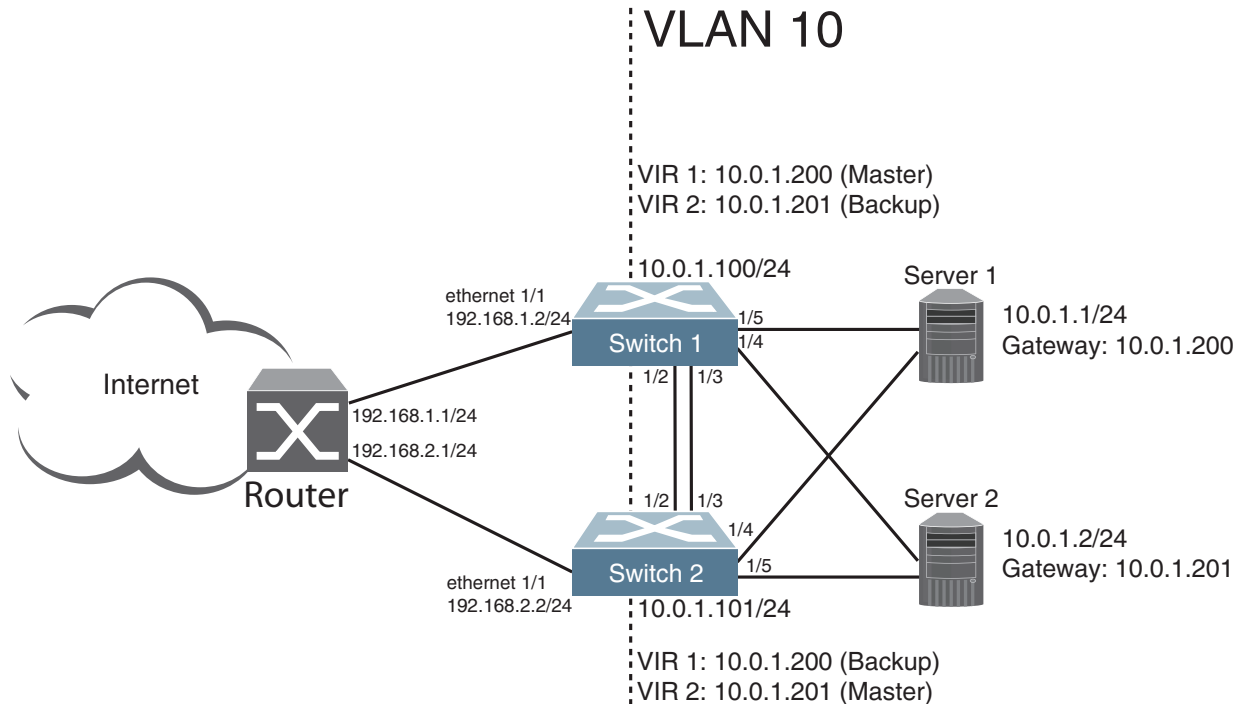 VLAN 10
VIR 1: 10.0.1.200 (Master)
VIR 2: 10.0.1.201 (Backup)
10.0.1.100/24
ethernet 1/1
192.168.1.2/24
Switch 1
1/5
1/4
1/2
1/3
Server 1
10.0.1.1/24
Gateway: 10.0.1.200
Internet
192.168.1.1/24
192.168.2.1/24
Router
1/2
1/3
1/4
1/5
Switch 2
ethernet 1/1
192.168.2.2/24
10.0.1.101/24
Server 2
10.0.1.2/24
Gateway: 10.0.1.201
VIR 1: 10.0.1.200 (Backup)
VIR 2: 10.0.1.201 (Master)